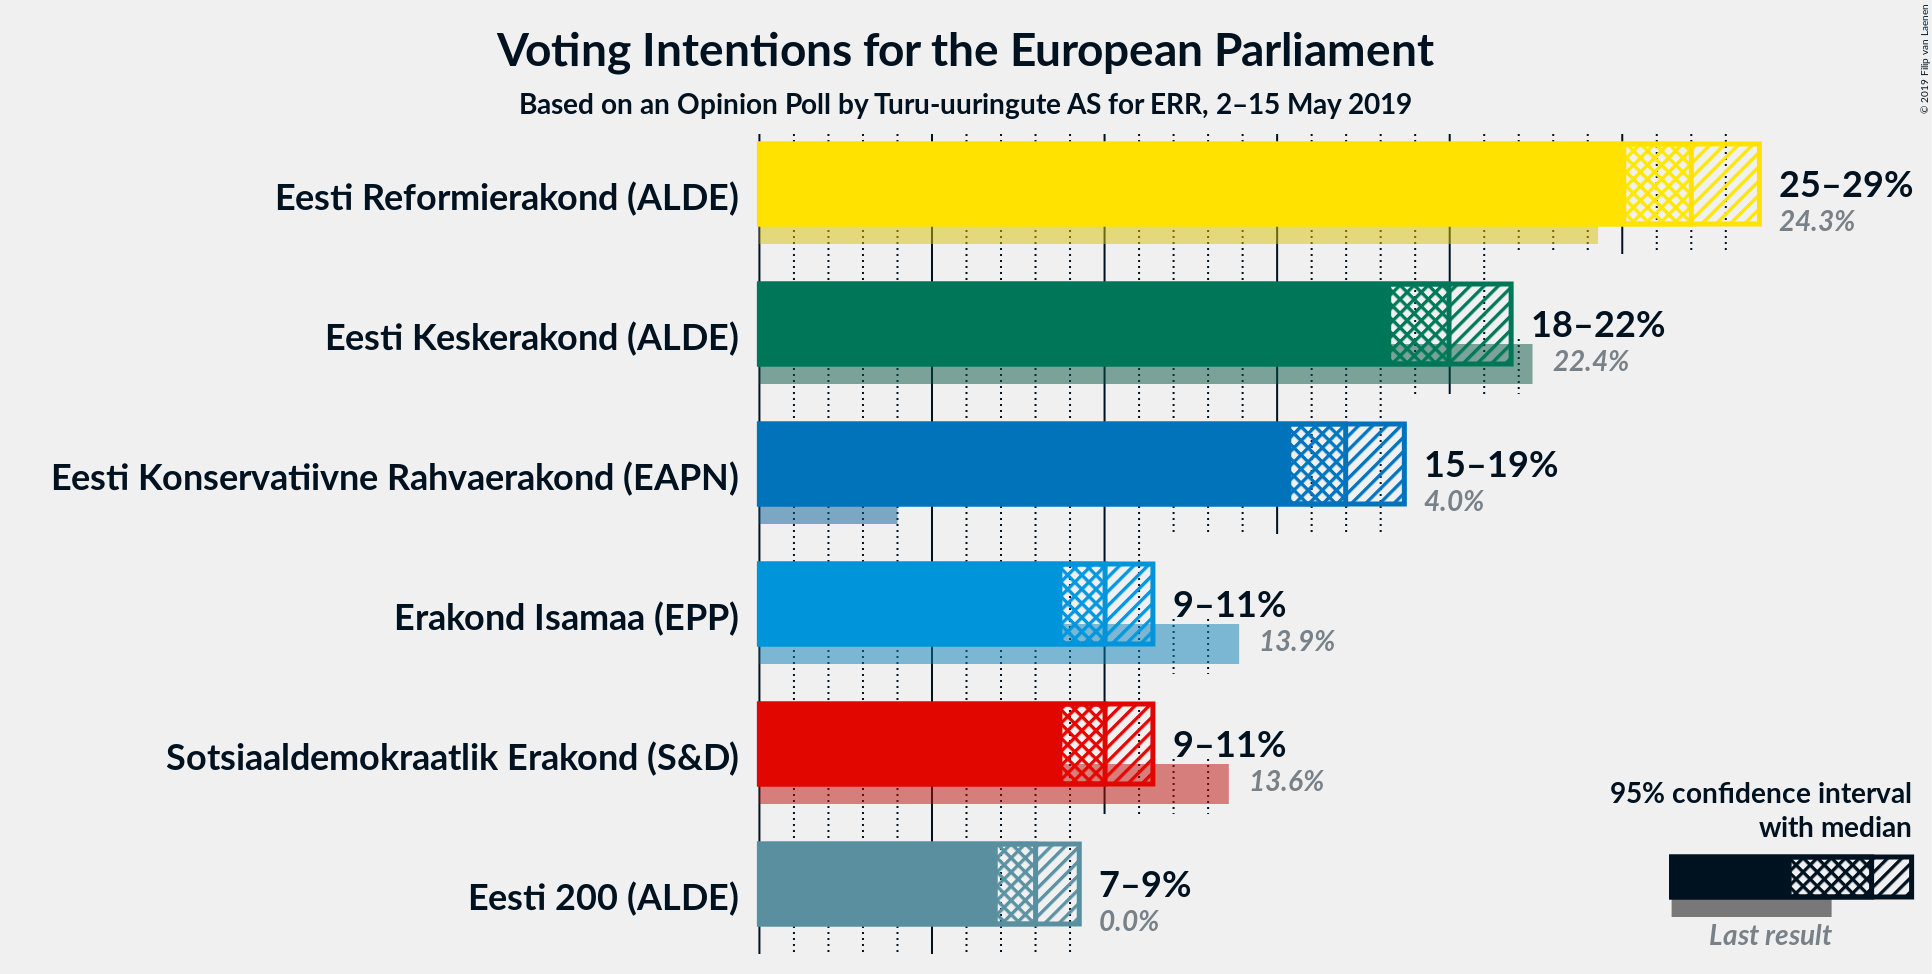 Voting Intentions for the European Parliament
Based on an Opinion Poll by Turu-uuringute AS for ERR, 2–15 May 2019
© 2019 Filip van Laenen
Eesti Reformierakond (ALDE)
25–29%
24.3%
Eesti Keskerakond (ALDE)
18–22%
22.4%
Eesti Konservatiivne Rahvaerakond (EAPN)
15–19%
4.0%
Erakond Isamaa (EPP)
9–11%
13.9%
Sotsiaaldemokraatlik Erakond (S&D)
9–11%
13.6%
Eesti 200 (ALDE)
7–9%
0.0%
95% confidence interval
with median
Last result